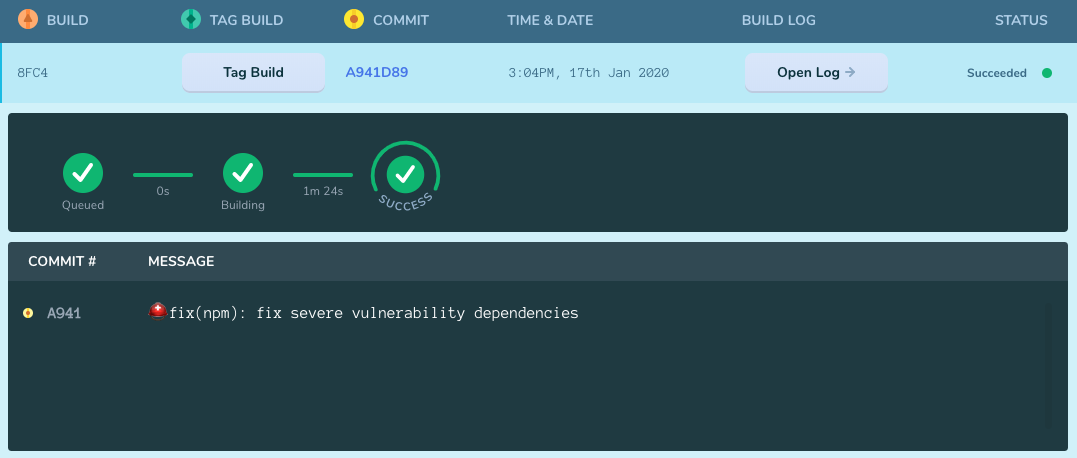 BUILD TAG BUILD COMMIT TIME & DATE BUILD LOG STATUS
8FC4 Tag Build A941D89 3:04PM, 17th Jan 2020 Open Log → Succeeded
0s 1m 24s SUCCESS
Queued Building
COMMIT # MESSAGE
A941 fix(npm): fix severe vulnerability dependencies